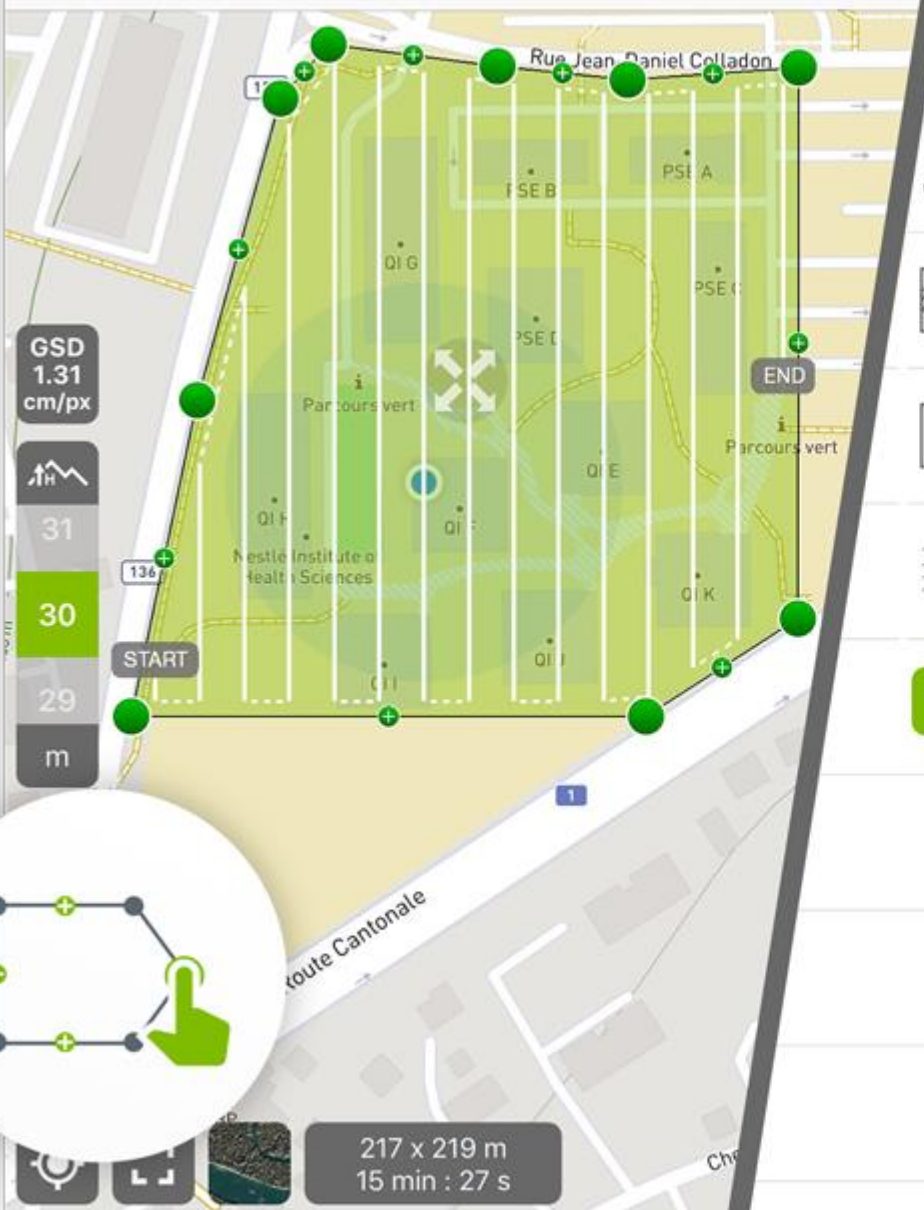 Rue Jean-Daniel Colladon
PSE B
PSE A
QI G
PSE C
PSE D
GSD
1.31
cm/px
END
Parcours vert
Parcours vert
QI E
QI H
QI F
Nestle Institute of
Health Sciences
31
136
30
QI K
START
QI J
QI I
29
m
1
Route Cantonale
217 x 219 m
15 min : 27 s